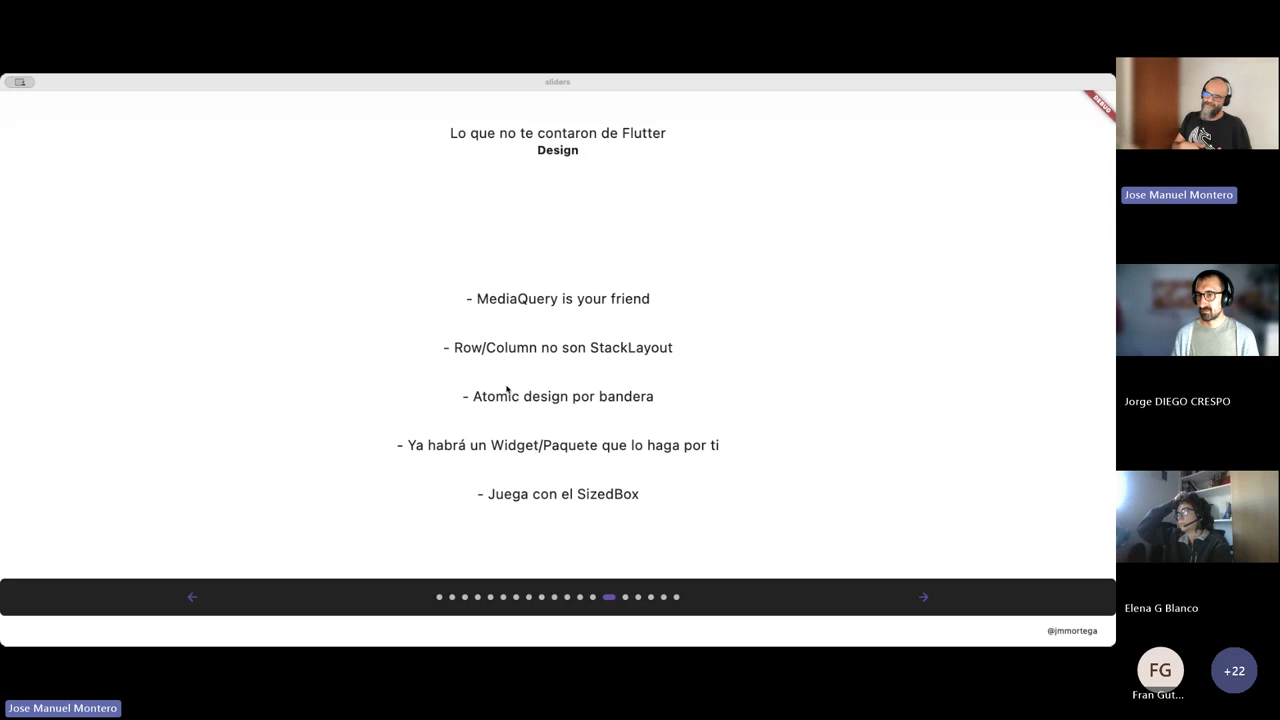 sliders
DEBUG
Lo que no te contaron de Flutter
Design
- MediaQuery is your friend
- Row/Column no son StackLayout
- Atomic design por bandera
- Ya habrá un Widget/Paquete que lo haga por ti
- Juega con el SizedBox
@jmmortega
Jose Manuel Montero
Jose Manuel Montero
Jorge DIEGO CRESPO
Elena G Blanco
FG
Fran Gut...
+22